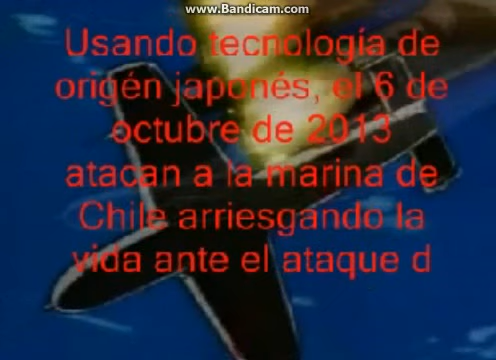 www.Bandicam.com
Usando tecnología de
origén japonés, el 6 de
octubre de 2013
atacan a la marina de
Chile arriesgando la
vida ante el ataque d